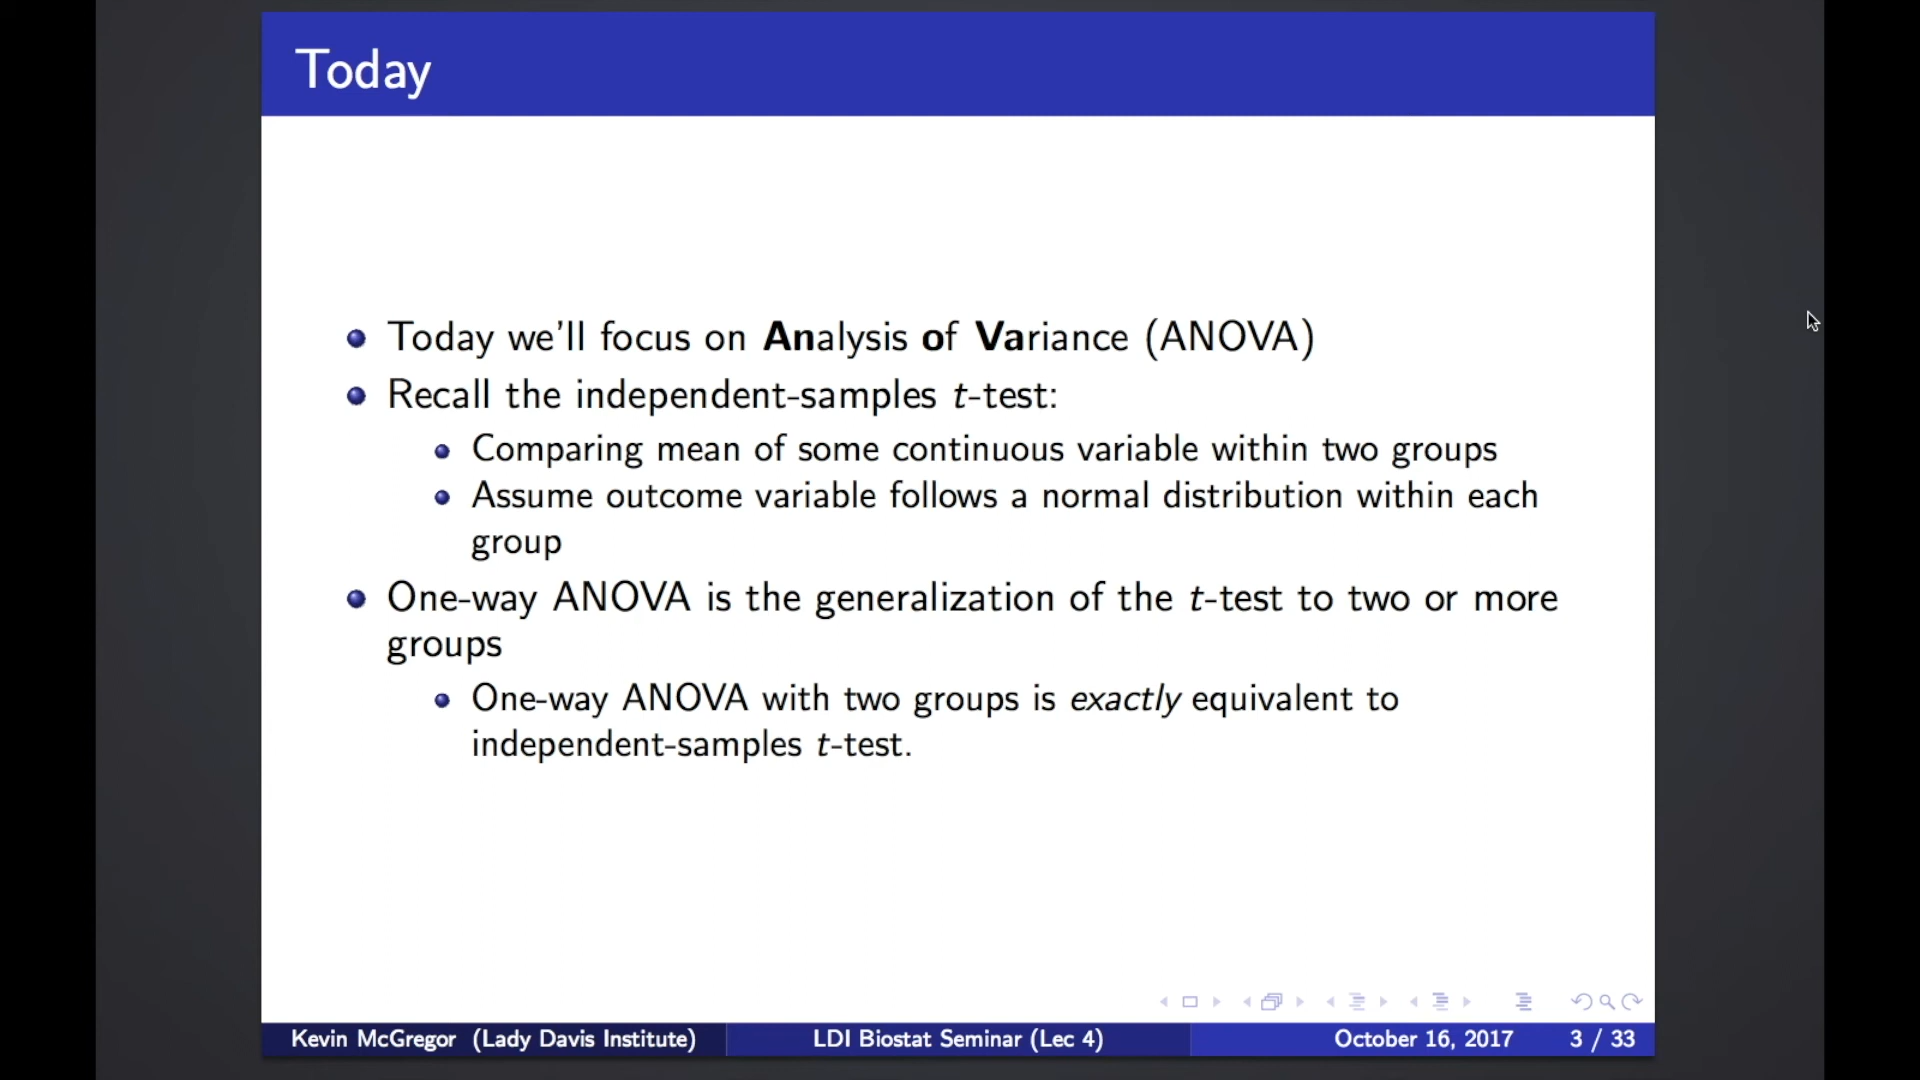 Today
Today we'll focus on Analysis of Variance (ANOVA)
Recall the independent-samples t-test:
Comparing mean of some continuous variable within two groups
Assume outcome variable follows a normal distribution within each
group
One-way ANOVA is the generalization of the t-test to two or more
groups
One-way ANOVA with two groups is exactly equivalent to
independent-samples t-test.
Kevin McGregor (Lady Davis Institute) LDI Biostat Seminar (Lec 4) October 16, 2017 3 / 33